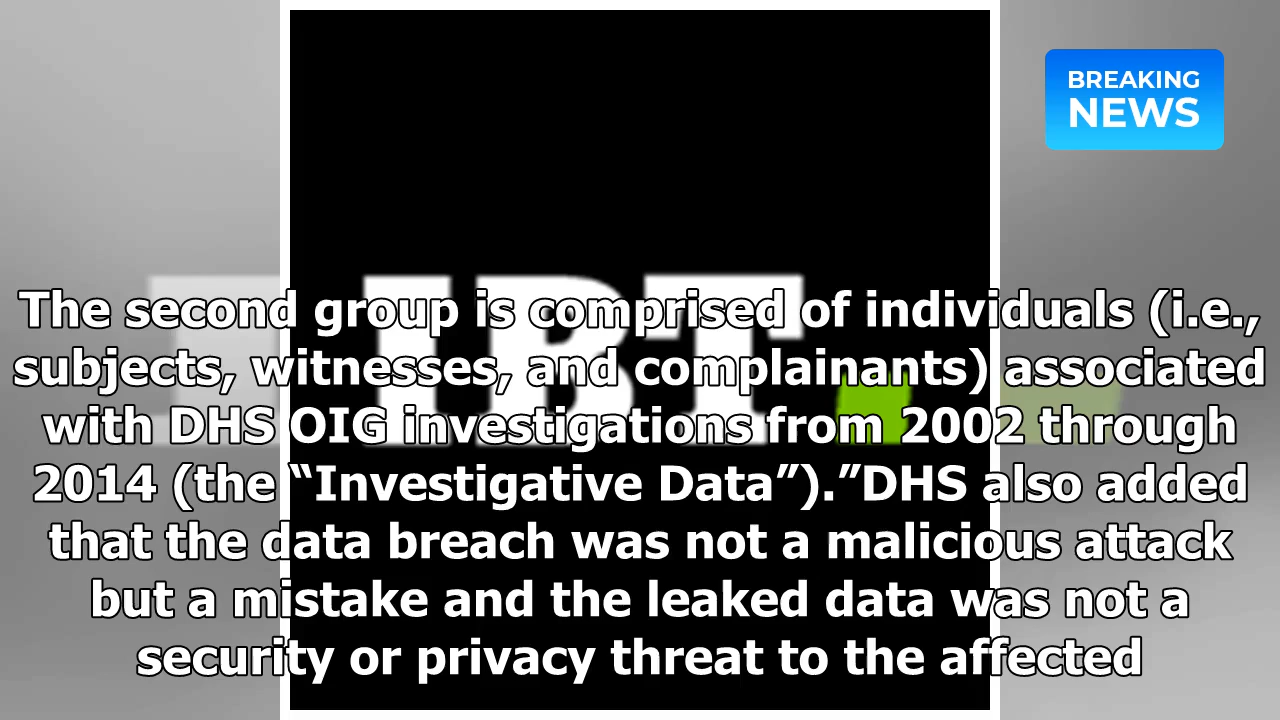 BREAKING
NEWS
IBT
The second group is comprised of individuals (i.e.,
subjects, witnesses, and complainants) associated
with DHS OIG investigations from 2002 through
2014 (the “Investigative Data”).”DHS also added
that the data breach was not a malicious attack
but a mistake and the leaked data was not a
security or privacy threat to the affected